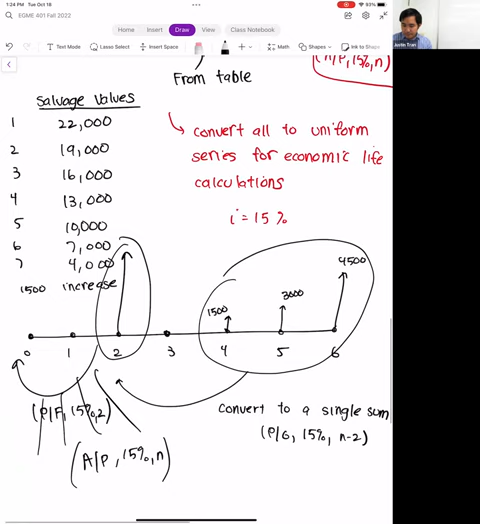 1:24 PM Tue Oct 18
93%
EGME 401 Fall 2022
Home Insert Draw View Class Notebook
Text Mode Lasso Select Insert Space Math Shapes Ink to Shape
Justin Tran
From table
(A/P, 15%, n)
Salvage Values
1 22,000
2 19,000
3 16,000
4 13,000
5 10,000
6 7,000
7 4,000
1500 increase
convert all to uniform
series for economic life
calculations
i = 15%
1500 3000 4500
0 1 2 3 4 5 6
(P/F, 15%, 2)
(A/P, 15%, n)
Convert to a single sum
(P/G, 15%, n-2)